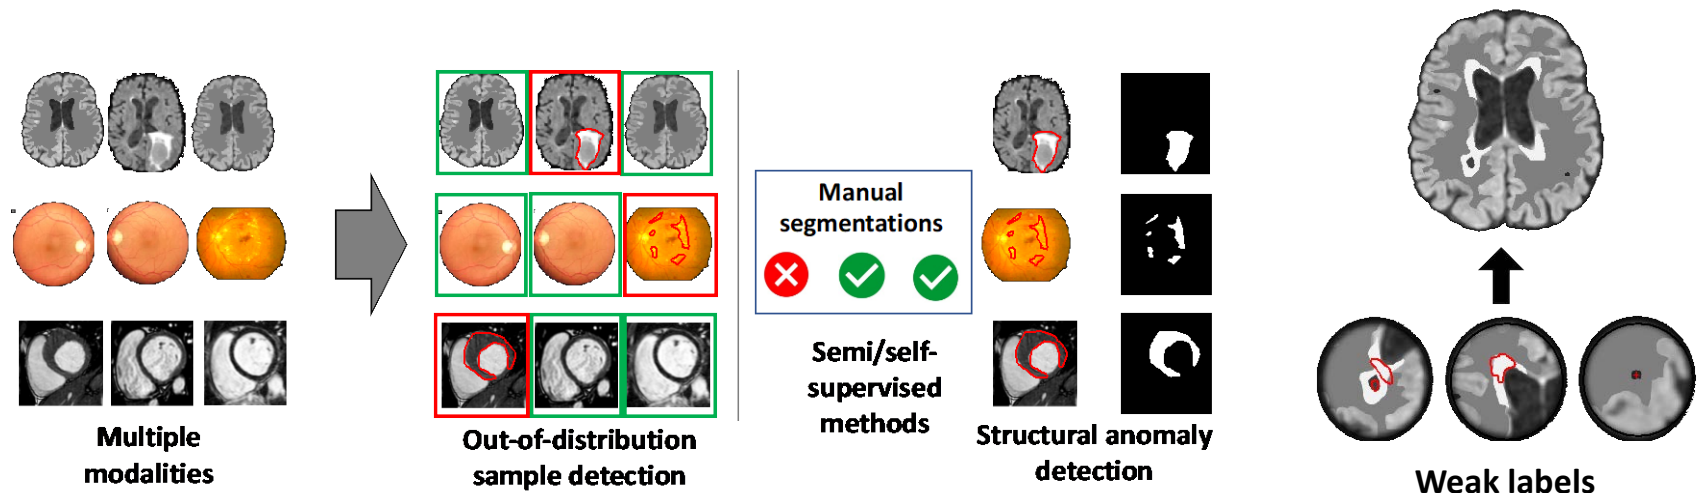 Multiple
modalities
Out-of-distribution
sample detection
Manual
segmentations
Semi/self-
supervised
methods
Structural anomaly
detection
Weak labels